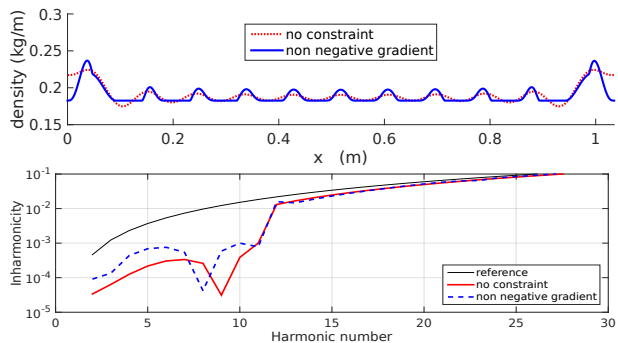 density (kg/m)
0.3
0.25
0.2
0.15
no constraint
non negative gradient
0
0.2
0.4
0.6
0.8
1
x (m)
Inharmonicity
10-1
10-2
10-3
10-4
10-5
reference
no constraint
non negative gradient
0
5
10
15
20
25
30
Harmonic number